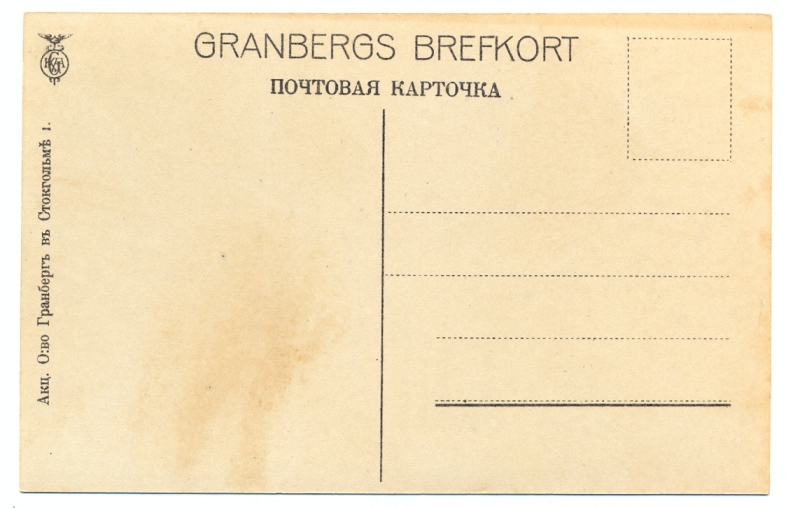 GRANBERGS BREFKORT
ПОЧТОВАЯ КАРТОЧКА
Акц. О:во Гранбергъ въ Стокгольмѣ 1.